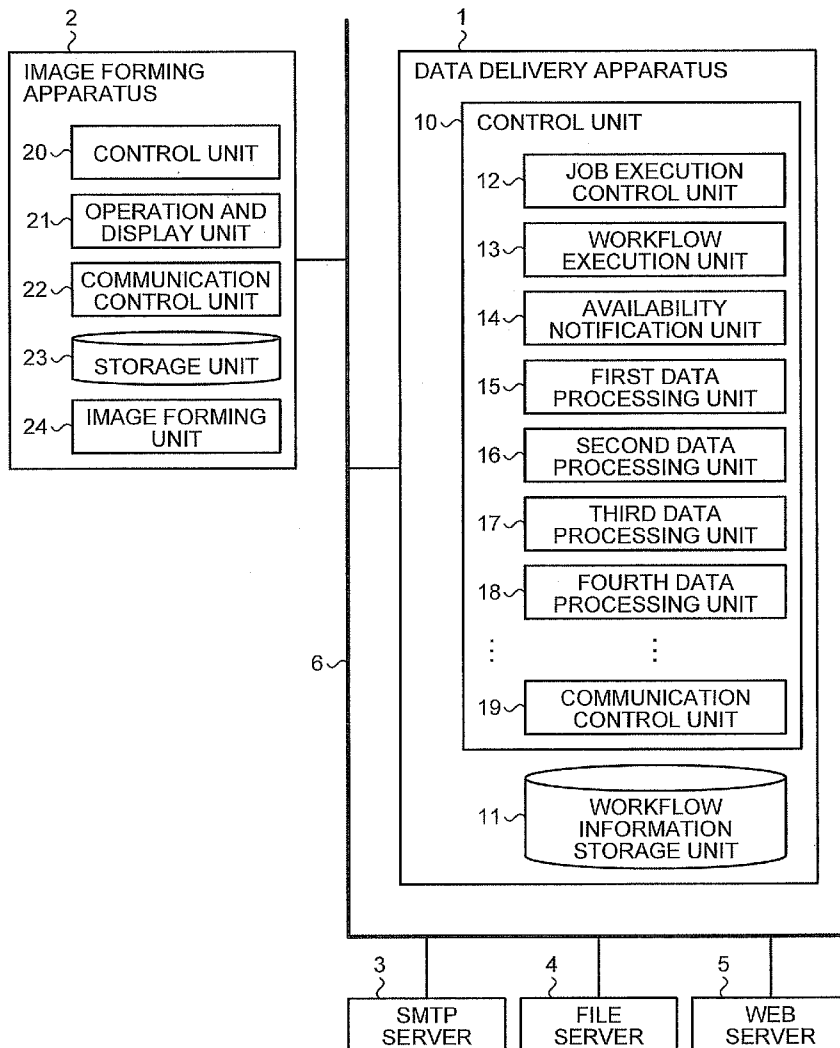 2
IMAGE FORMING
APPARATUS
20
CONTROL UNIT
21
OPERATION AND
DISPLAY UNIT
22
COMMUNICATION
CONTROL UNIT
23
STORAGE UNIT
24
IMAGE FORMING
UNIT
1
DATA DELIVERY APPARATUS
10
CONTROL UNIT
12
JOB EXECUTION
CONTROL UNIT
13
WORKFLOW
EXECUTION UNIT
14
AVAILABILITY
NOTIFICATION UNIT
15
FIRST DATA
PROCESSING UNIT
16
SECOND DATA
PROCESSING UNIT
17
THIRD DATA
PROCESSING UNIT
18
FOURTH DATA
PROCESSING UNIT
19
COMMUNICATION
CONTROL UNIT
11
WORKFLOW
INFORMATION
STORAGE UNIT
6
3
SMTP
SERVER
4
FILE
SERVER
5
WEB
SERVER